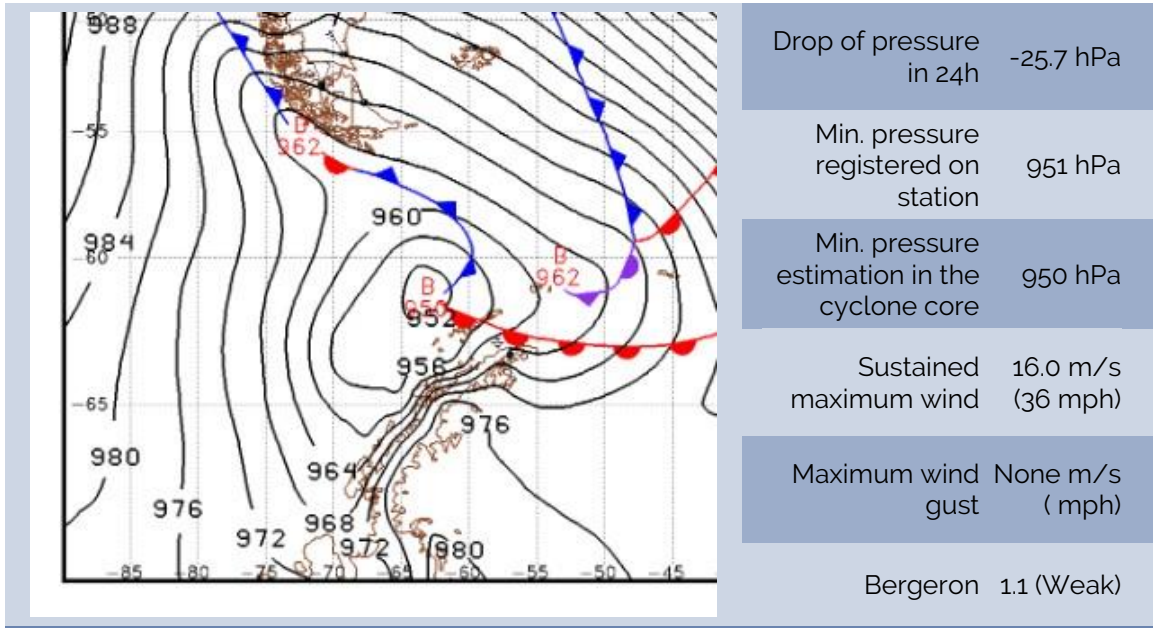 988
50
-55
B
962
960
984
-60
B
962
B
950
952
956
-65
976
980
964
976
968
972
972
980
-85
-80
-75
-70
-65
-60
-55
-50
-45
Drop of pressure
in 24h
-25.7 hPa
Min. pressure
registered on
station
951 hPa
Min. pressure
estimation in the
cyclone core
950 hPa
Sustained
maximum wind
16.0 m/s
(36 mph)
Maximum wind
gust
None m/s
( mph)
Bergeron
1.1 (Weak)